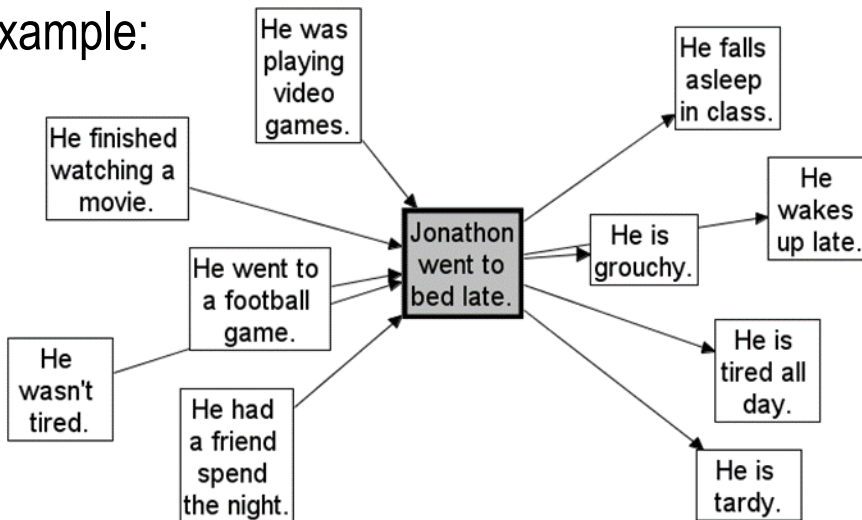 xample:
He was
playing
video
games.
He finished
watching a
movie.
He went to
a football
game.
He
wasn't
tired.
He had
a friend
spend
the night.
Jonathon
went to
bed late.
He falls
asleep
in class.
He
wakes
up late.
He is
grouchy.
He is
tired all
day.
He is
tardy.